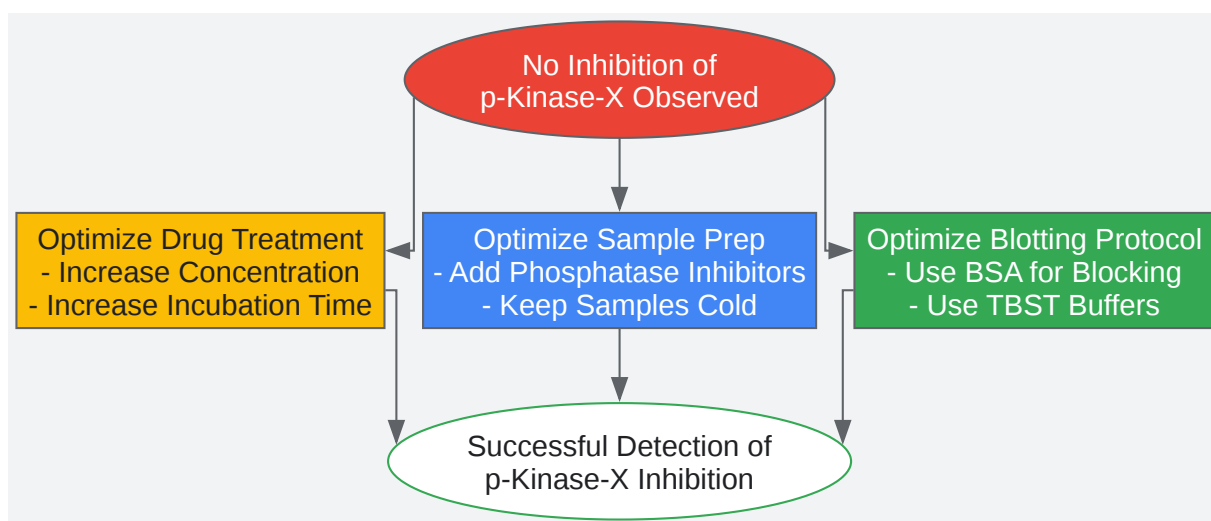 No Inhibition of
p-Kinase-X Observed
Optimize Drug Treatment
- Increase Concentration
- Increase Incubation Time
Optimize Sample Prep
- Add Phosphatase Inhibitors
- Keep Samples Cold
Optimize Blotting Protocol
- Use BSA for Blocking
- Use TBST Buffers
Successful Detection of
p-Kinase-X Inhibition